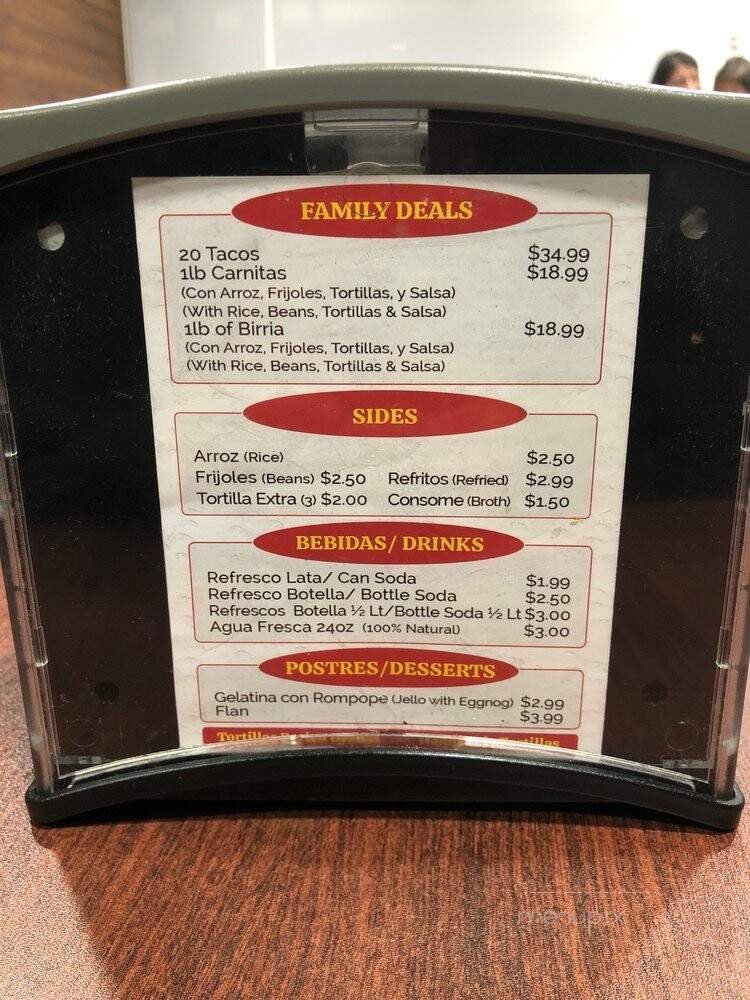 FAMILY DEALS
20 Tacos $34.99
1lb Carnitas $18.99
(Con Arroz, Frijoles, Tortillas, y Salsa)
(With Rice, Beans, Tortillas & Salsa)
1lb of Birria $18.99
(Con Arroz, Frijoles, Tortillas, y Salsa)
(With Rice, Beans, Tortillas & Salsa)
SIDES
Arroz (Rice) $2.50
Frijoles (Beans) $2.50 Refritos (Refried) $2.99
Tortilla Extra (3) $2.00 Consome (Broth) $1.50
BEBIDAS/ DRINKS
Refresco Lata/ Can Soda $1.99
Refresco Botella/ Bottle Soda $2.50
Refrescos Botella ½ Lt/Bottle Soda ½ Lt $3.00
Agua Fresca 24oz (100% Natural) $3.00
POSTRES/DESSERTS
Gelatina con Rompope (Jello with Eggnog) $2.99
Flan $3.99
Tortillas Tortillas
menupix